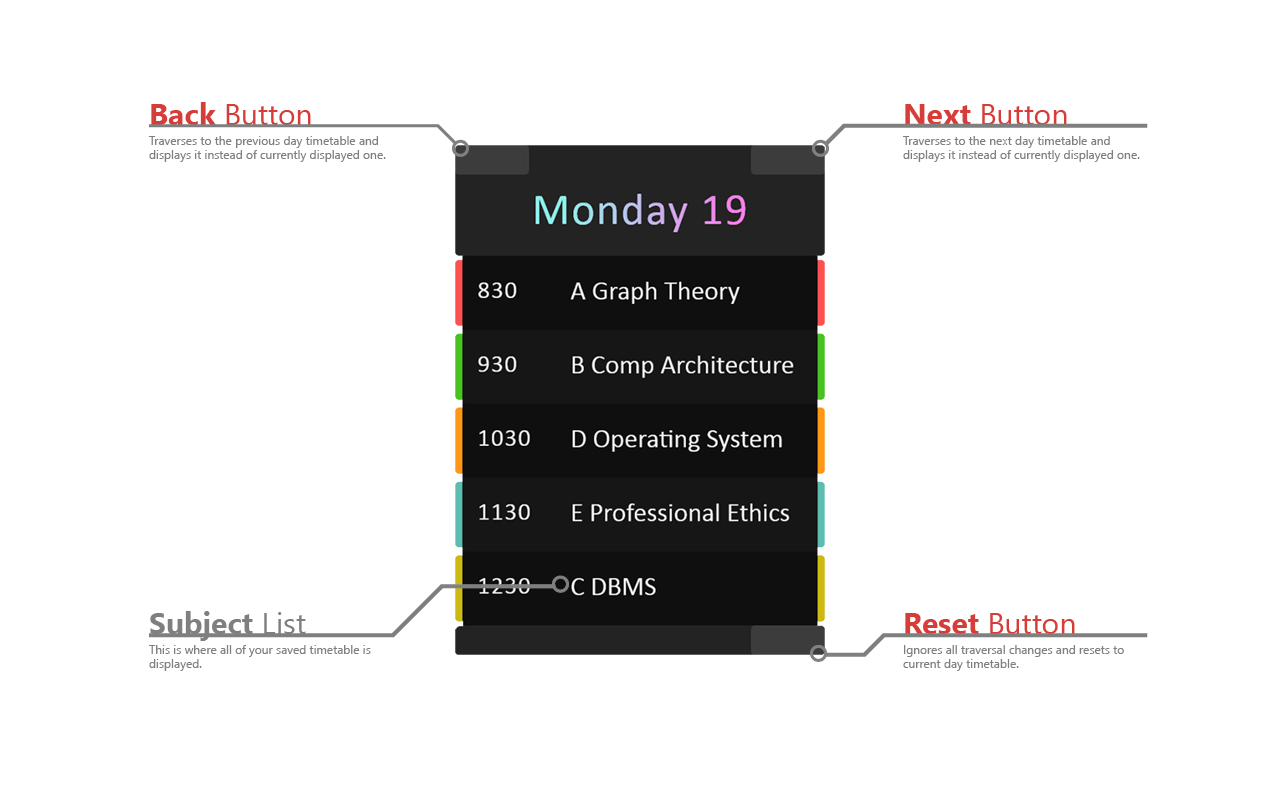 Back Button
Traverses to the previous day timetable and
displays it instead of currently displayed one.
Next Button
Traverses to the next day timetable and
displays it instead of currently displayed one.
Monday 19
830 A Graph Theory
930 B Comp Architecture
1030 D Operating System
1130 E Professional Ethics
1230 C DBMS
Subject List
This is where all of your saved timetable is
displayed.
Reset Button
Ignores all traversal changes and resets to
current day timetable.